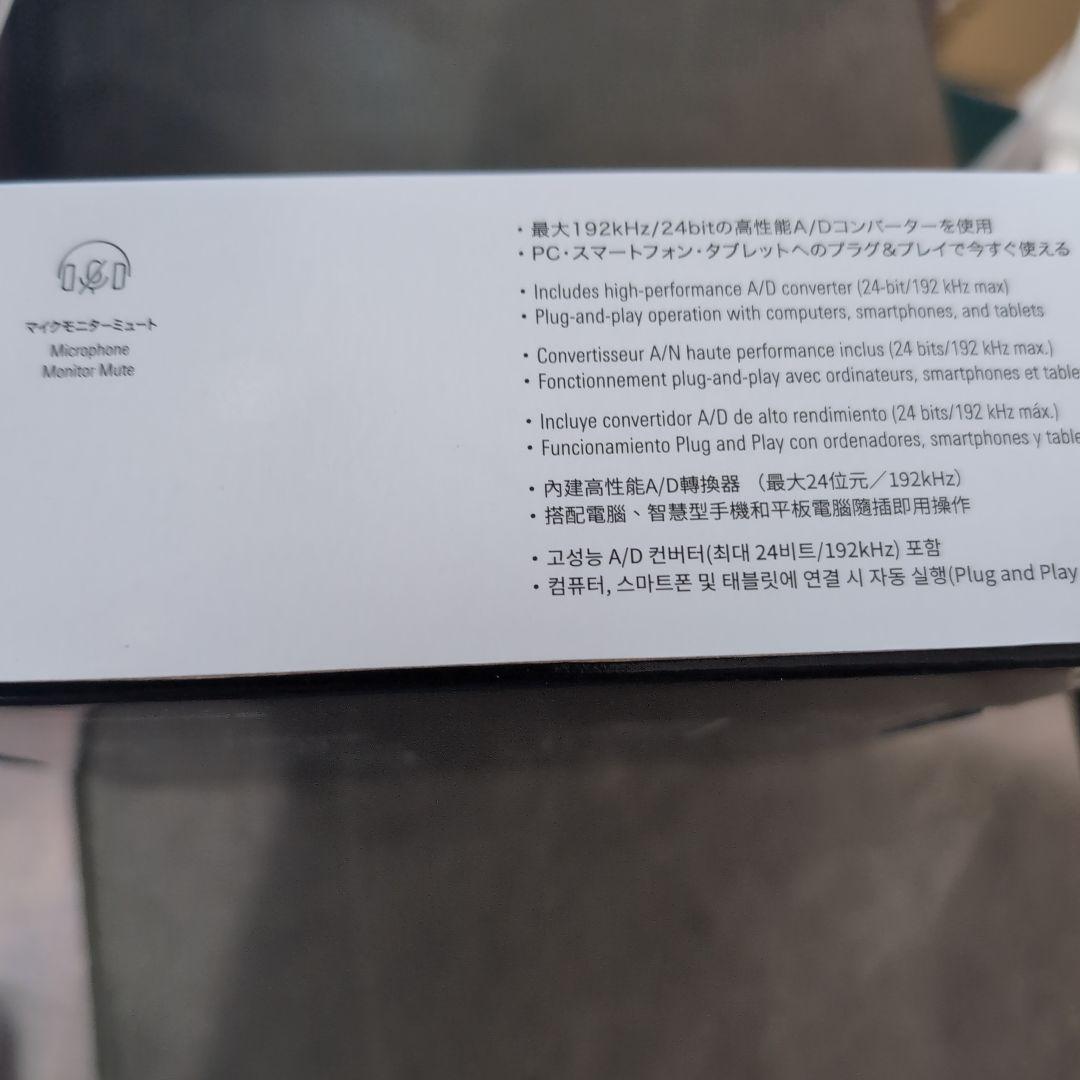 マイクモニターミュート
Microphone
Monitor Mute
・最大192kHz/24bitの高性能A/Dコンバーターを使用
・PC・スマートフォン・タブレットへのプラグ&プレイで今すぐ使える
• Includes high-performance A/D converter (24-bit/192 kHz max)
• Plug-and-play operation with computers, smartphones, and tablets
• Convertisseur A/N haute performance inclus (24 bits/192 kHz max.)
• Fonctionnement plug-and-play avec ordinateurs, smartphones et table
• Incluye convertidor A/D de alto rendimiento (24 bits/192 kHz máx.)
• Funcionamiento Plug and Play con ordenadores, smartphones y table
• 內建高性能A/D轉換器 （最大24位元／192kHz）
• 搭配電腦、智慧型手機和平板電腦隨插即用操作
• 고성능 A/D 컨버터(최대 24비트/192kHz) 포함
• 컴퓨터, 스마트폰 및 태블릿에 연결 시 자동 실행(Plug and Play